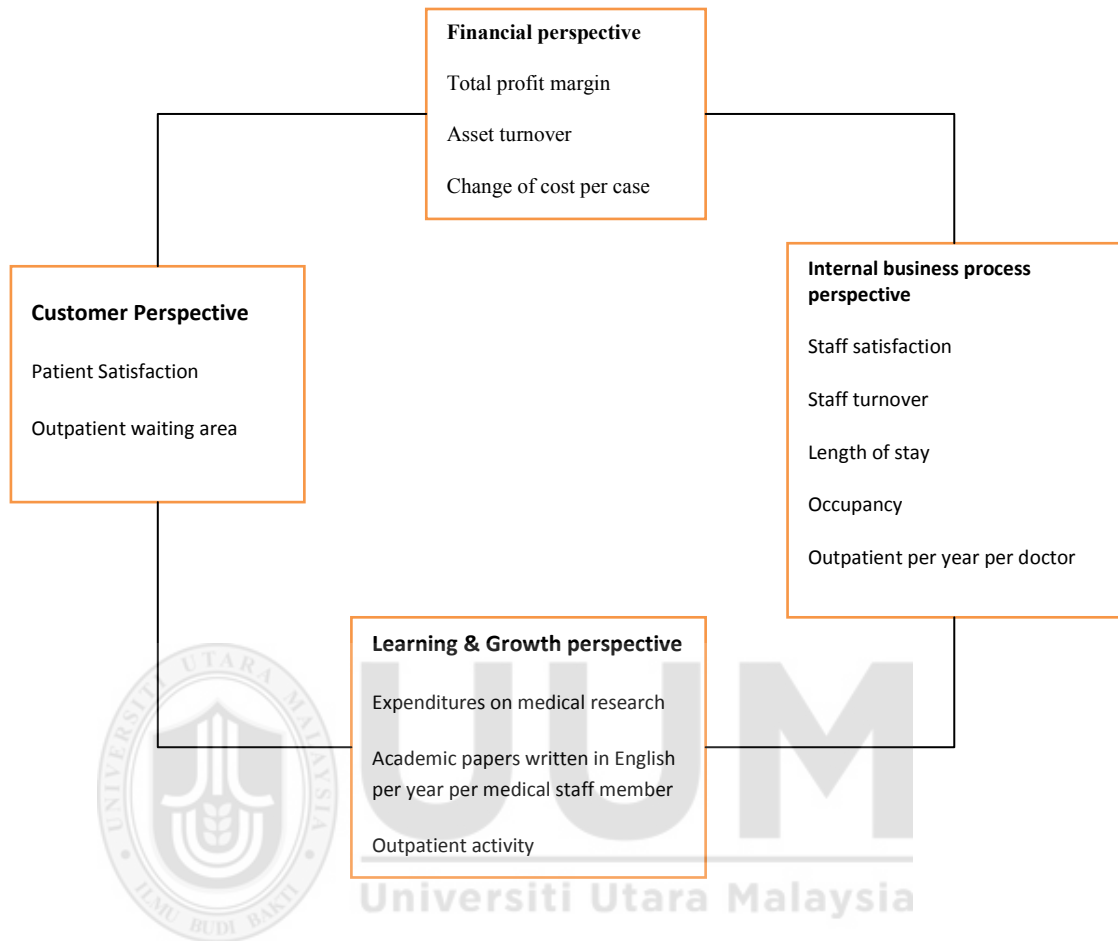 Financial perspective
Total profit margin
Asset turnover
Change of cost per case
Customer Perspective
Patient Satisfaction
Outpatient waiting area
Internal business process
perspective
Staff satisfaction
Staff turnover
Length of stay
Occupancy
Outpatient per year per doctor
Learning & Growth perspective
Expenditures on medical research
Academic papers written in English
per year per medical staff member
Outpatient activity
UNIVERSITI UTARA MALAYSIA
ILMU BUDI BAKTI
UUM
Universiti Utara Malaysia